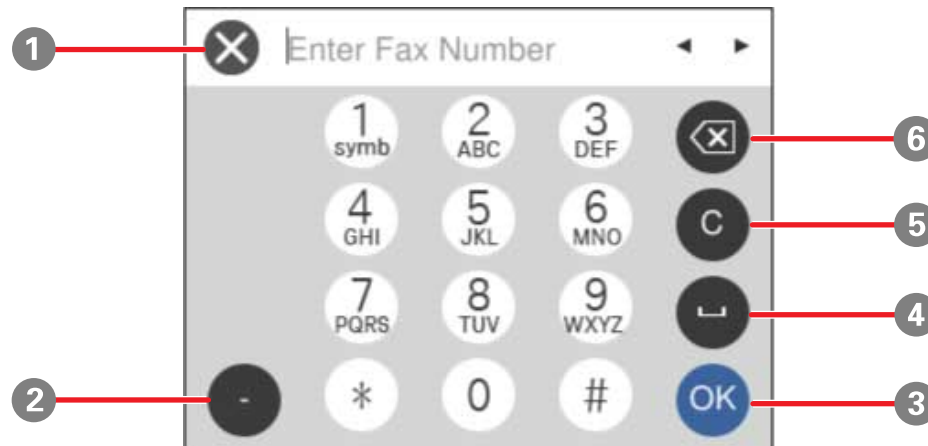 1 Enter Fax Number
1 2 3 6
symb ABC DEF
4 5 6 C 5
GHI JKL MNO
7 8 9 4
PQRS TUV WXYZ
2 - * 0 # OK 3